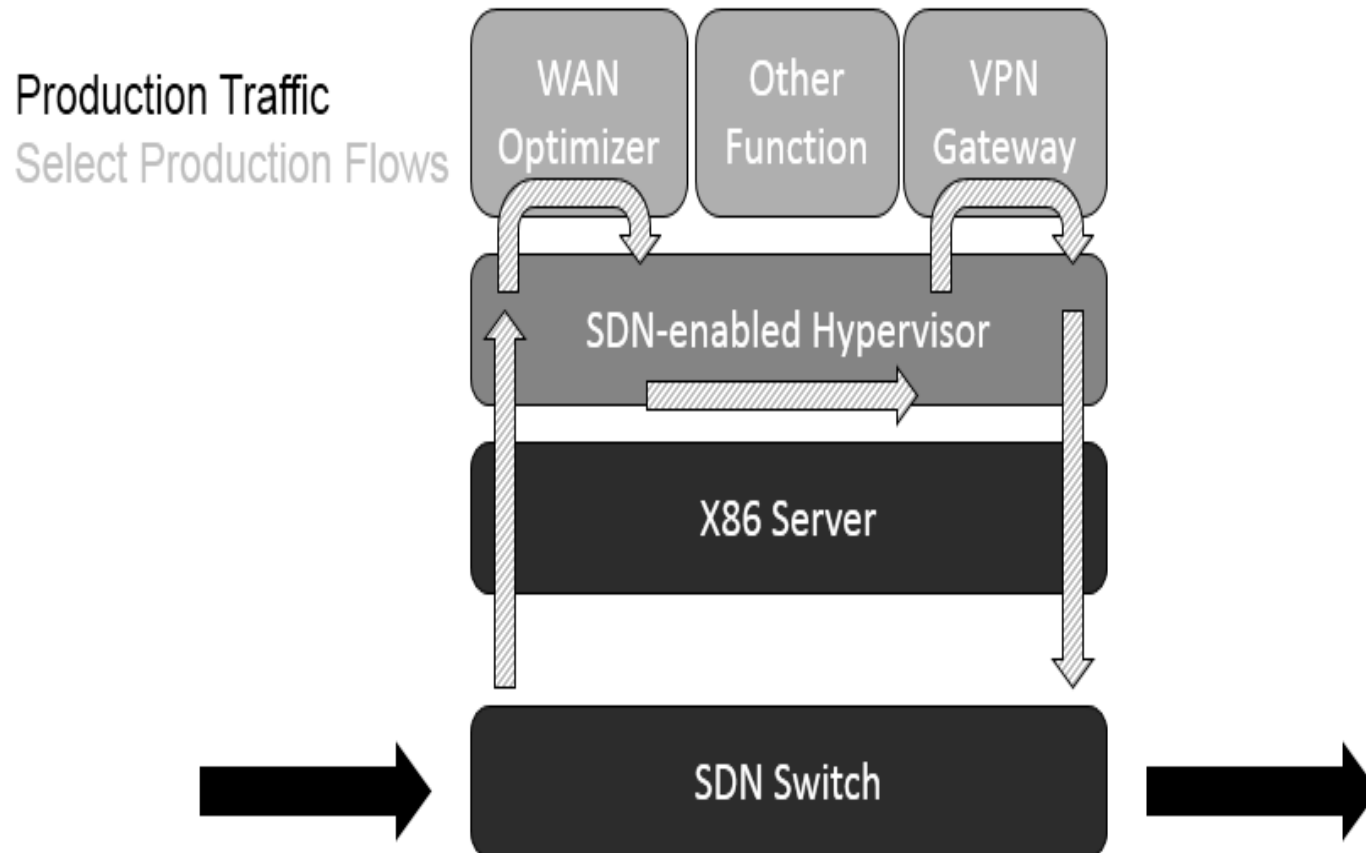 Production Traffic
Select Production Flows
WAN
Optimizer
Other
Function
VPN
Gateway
SDN-enabled Hypervisor
X86 Server
SDN Switch